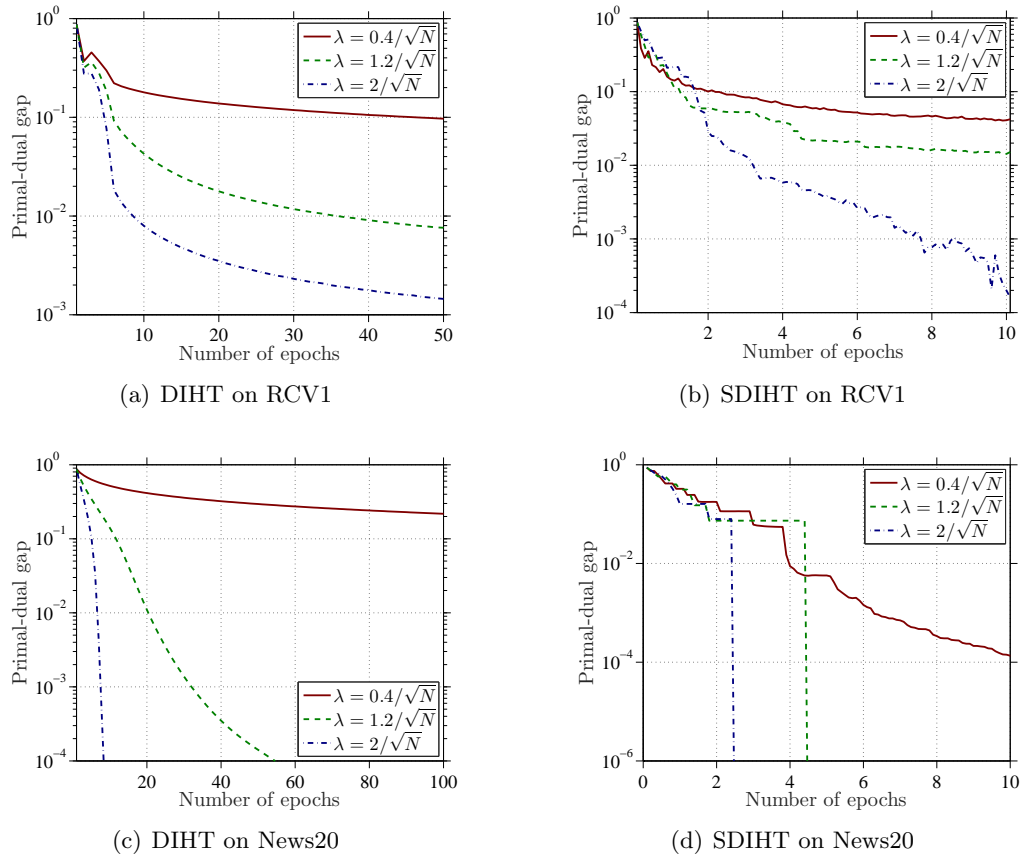 10^0
10^-1
10^-2
10^-3
Primal-dual gap
10 20 30 40 50
Number of epochs
λ = 0.4/√N
λ = 1.2/√N
λ = 2/√N
(a) DIHT on RCV1
10^0
10^-1
10^-2
10^-3
10^-4
Primal-dual gap
2 4 6 8 10
Number of epochs
λ = 0.4/√N
λ = 1.2/√N
λ = 2/√N
(b) SDIHT on RCV1
10^0
10^-1
10^-2
10^-3
10^-4
Primal-dual gap
20 40 60 80 100
Number of epochs
λ = 0.4/√N
λ = 1.2/√N
λ = 2/√N
(c) DIHT on News20
10^0
10^-2
10^-4
10^-6
Primal-dual gap
0 2 4 6 8 10
Number of epochs
λ = 0.4/√N
λ = 1.2/√N
λ = 2/√N
(d) SDIHT on News20